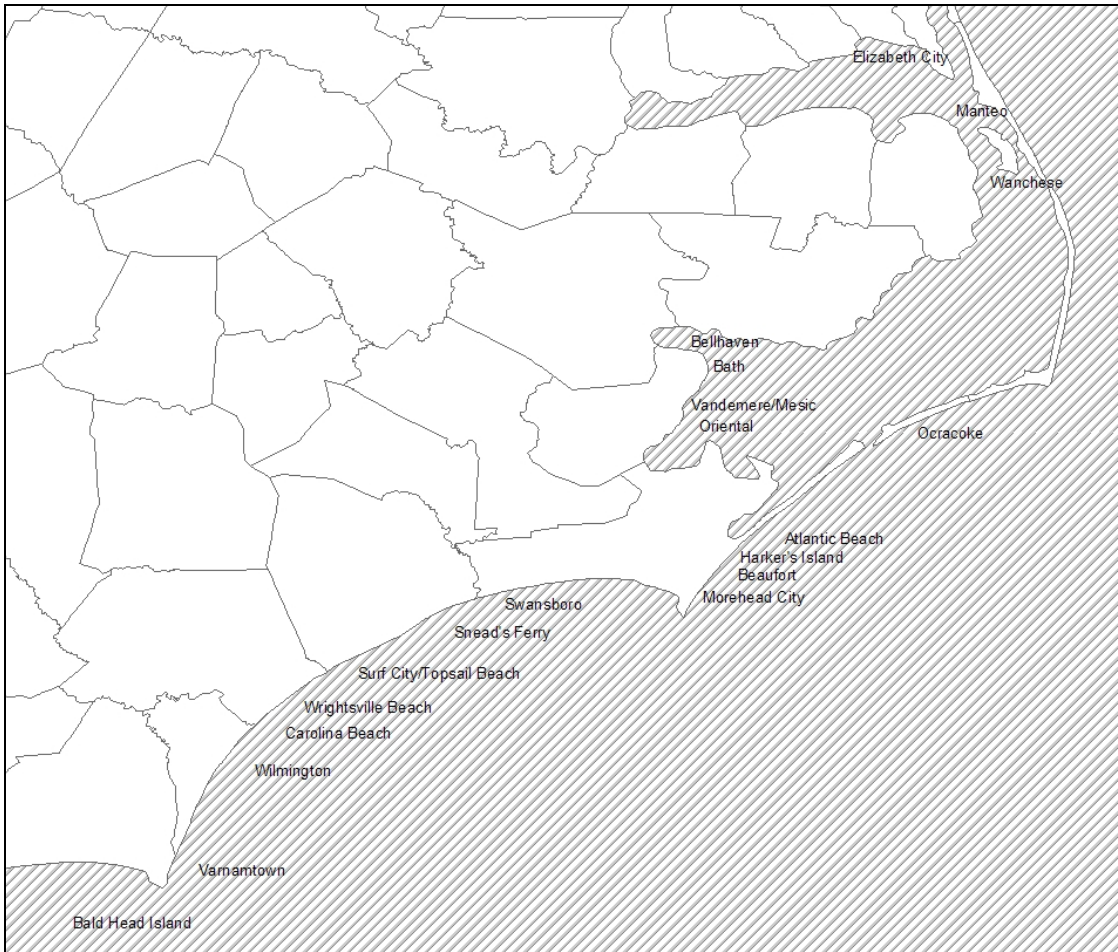 Elizabeth City
Manteo
Wanchese
Bellhaven
Bath
Vandemere/Mesic
Oriental
Ocracoke
Atlantic Beach
Harker's Island
Beaufort
Morehead City
Swansboro
Snead's Ferry
Surf City/Topsail Beach
Wrightsville Beach
Carolina Beach
Wilmington
Varnamtown
Bald Head Island